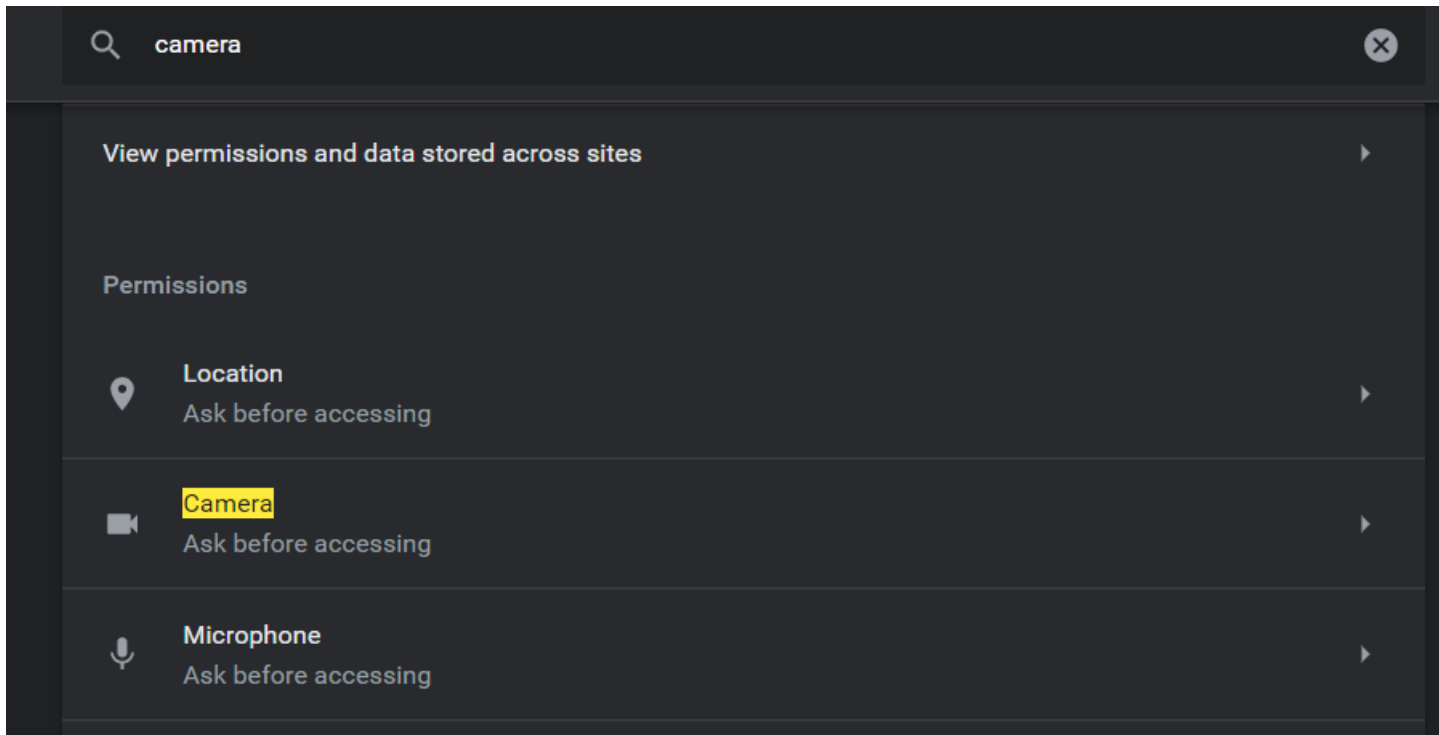 camera
View permissions and data stored across sites
Permissions
Location
Ask before accessing
Camera
Ask before accessing
Microphone
Ask before accessing